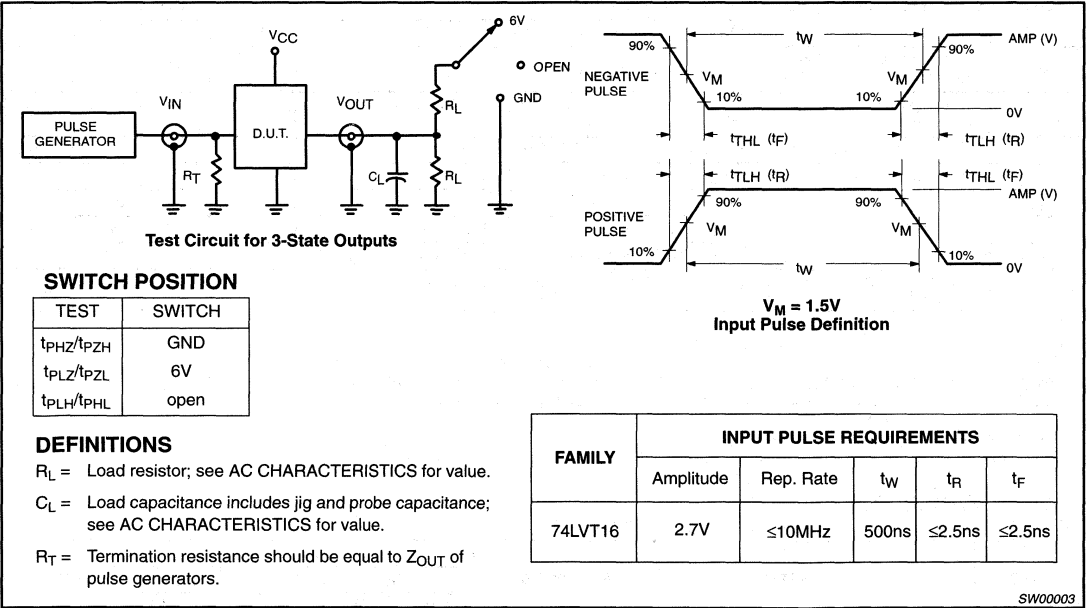 6V
VCC
OPEN
GND
VIN
VOUT
RL
PULSE
GENERATOR
D.U.T.
RT
CL
RL
Test Circuit for 3-State Outputs
90%
tW
90%
AMP (V)
NEGATIVE
PULSE
VM
VM
10%
10%
0V
tTHL (tF)
tTLH (tR)
tTLH (tR)
tTHL (tF)
AMP (V)
90%
90%
POSITIVE
PULSE
VM
VM
10%
10%
tW
0V
VM = 1.5V
Input Pulse Definition
SWITCH POSITION
TEST SWITCH
tPHZ/tPZH GND
tPLZ/tPZL 6V
tPLH/tPHL open
DEFINITIONS
RL = Load resistor; see AC CHARACTERISTICS for value.
CL = Load capacitance includes jig and probe capacitance;
see AC CHARACTERISTICS for value.
RT = Termination resistance should be equal to ZOUT of
pulse generators.
FAMILY
INPUT PULSE REQUIREMENTS
Amplitude Rep. Rate tW tR tF
74LVT16 2.7V ≤10MHz 500ns ≤2.5ns ≤2.5ns
SW00003